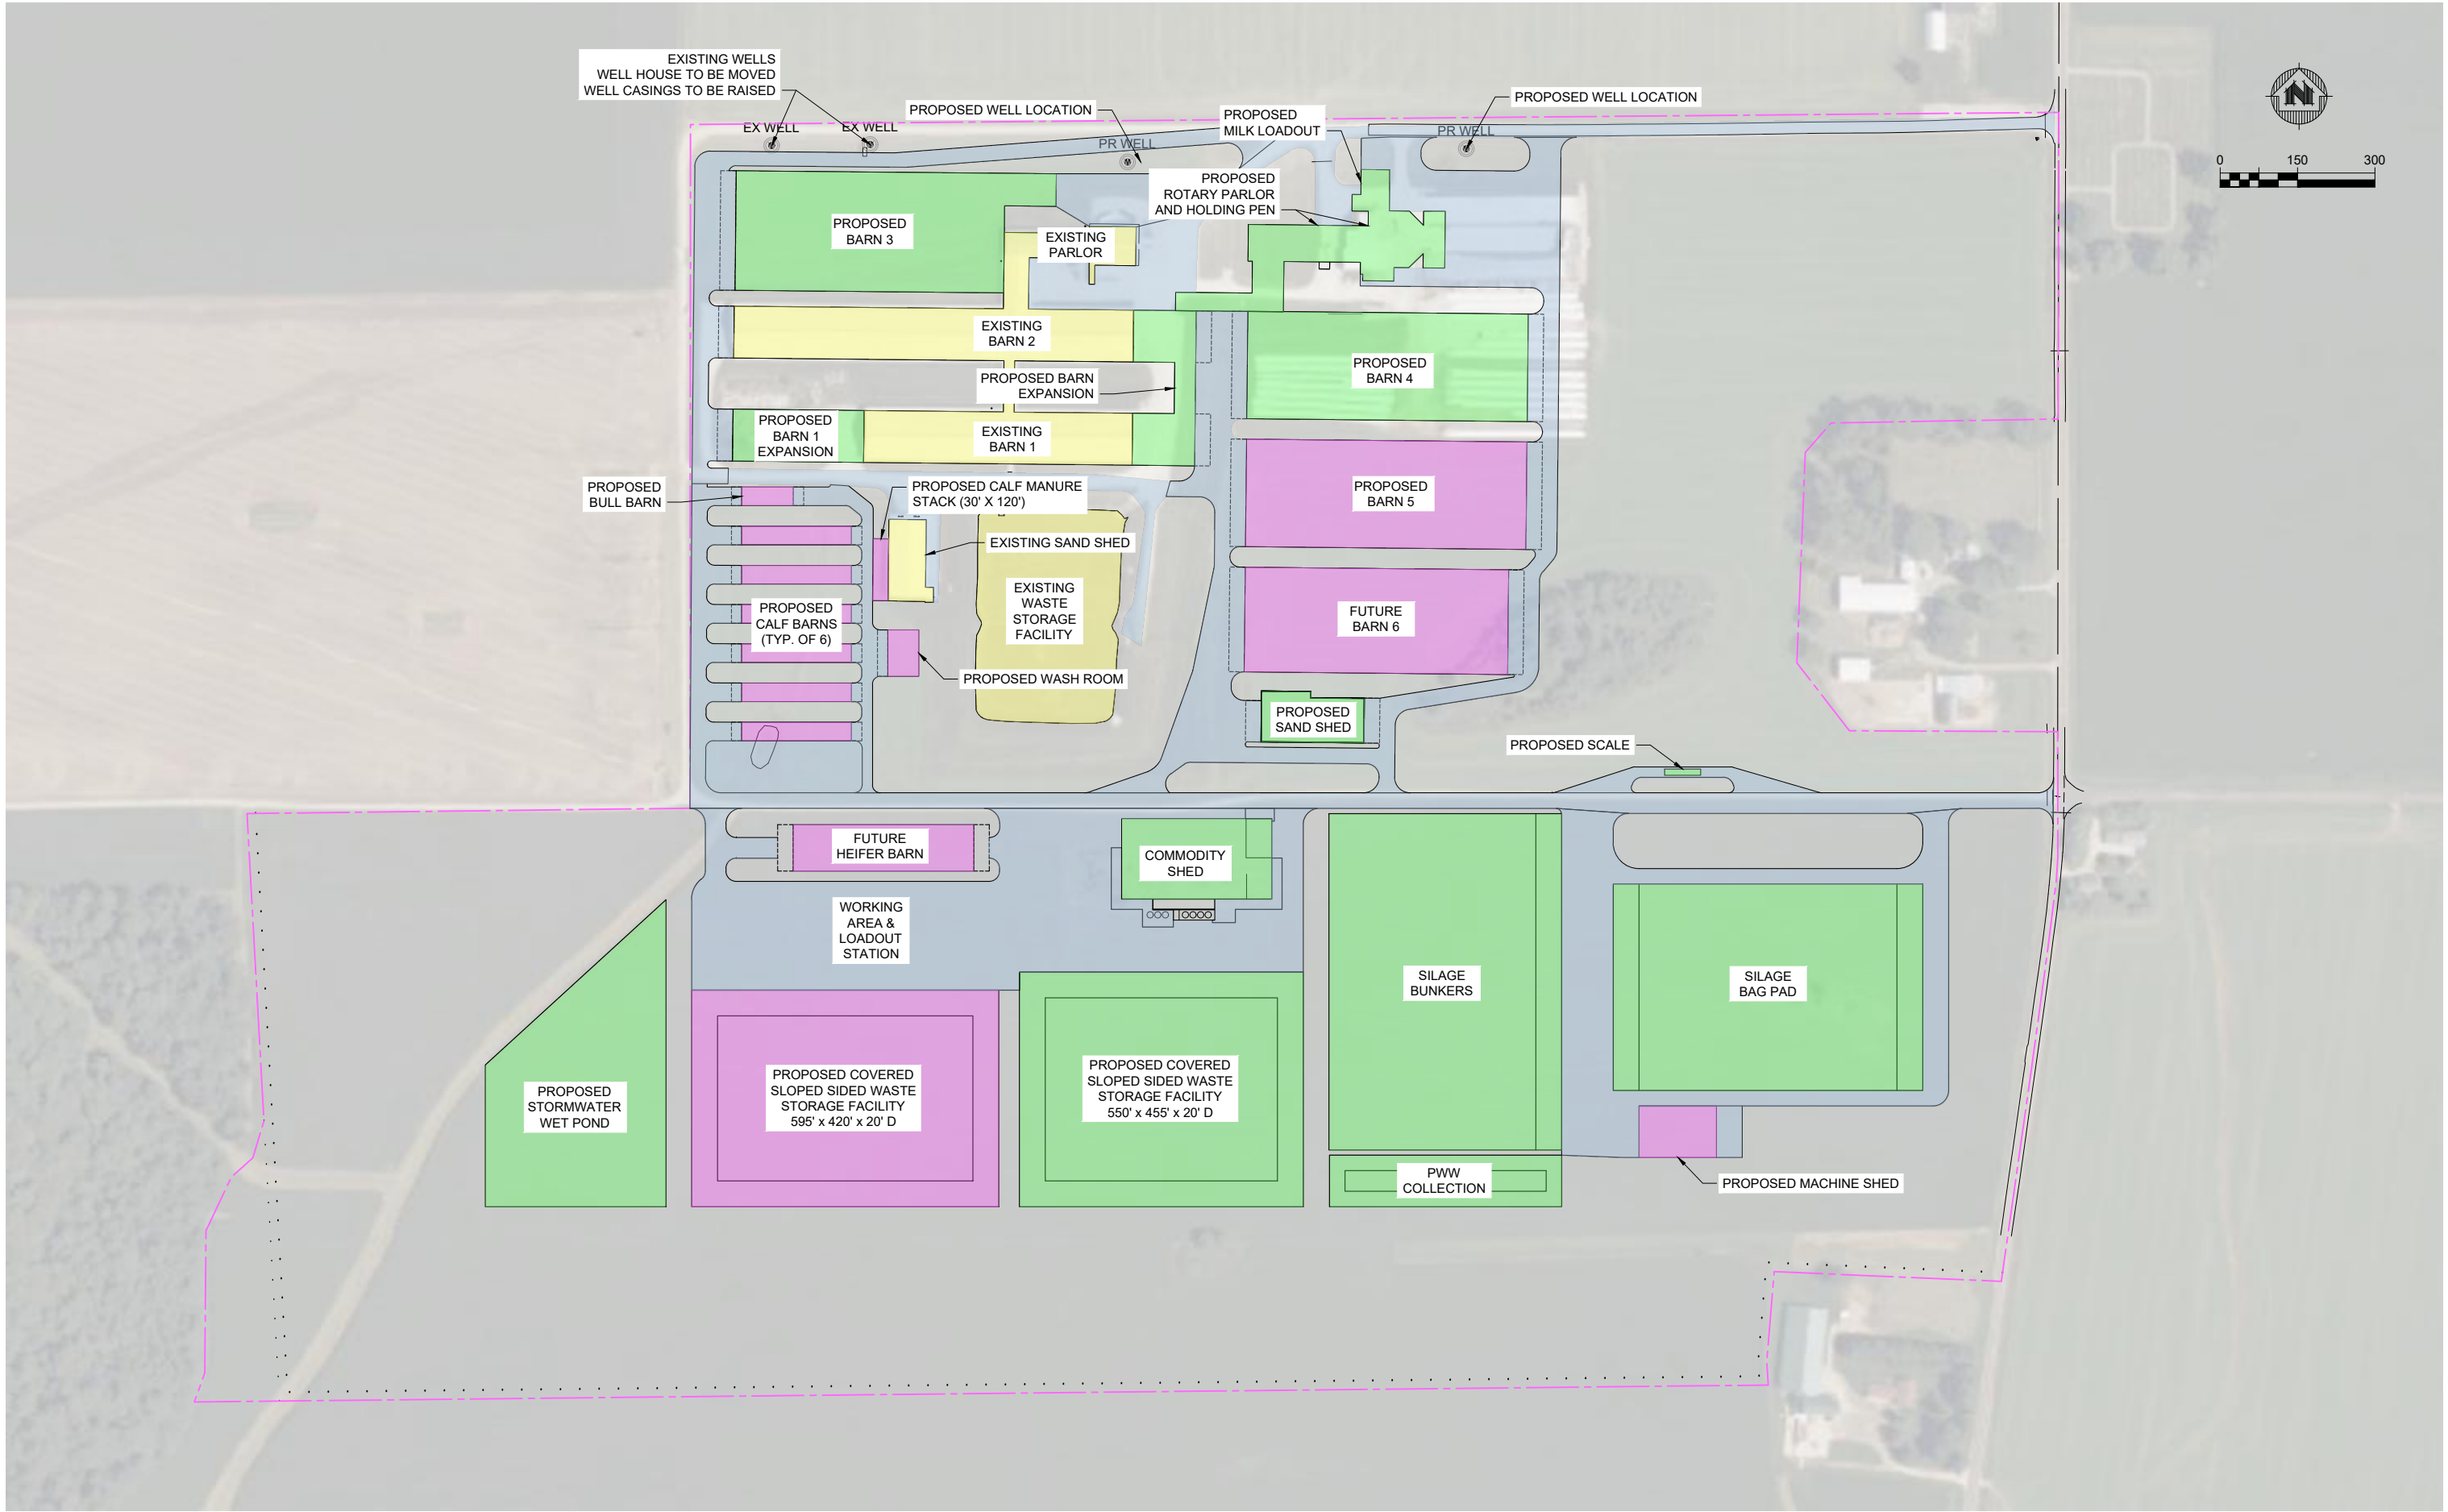 EXISTING WELLS
WELL HOUSE TO BE MOVED
WELL CASINGS TO BE RAISED
EX WELL
EX WELL
PROPOSED WELL LOCATION
PR WELL
PROPOSED
MILK LOADOUT
PROPOSED WELL LOCATION
PR WELL
N
0 150 300
PROPOSED
ROTARY PARLOR
AND HOLDING PEN
PROPOSED
BARN 3
EXISTING
PARLOR
EXISTING
BARN 2
PROPOSED BARN
EXPANSION
PROPOSED
BARN 4
PROPOSED
BARN 1
EXPANSION
EXISTING
BARN 1
PROPOSED
BULL BARN
PROPOSED CALF MANURE
STACK (30' X 120')
PROPOSED
BARN 5
EXISTING SAND SHED
EXISTING
WASTE
STORAGE
FACILITY
PROPOSED
CALF BARNS
(TYP. OF 6)
FUTURE
BARN 6
PROPOSED WASH ROOM
PROPOSED
SAND SHED
PROPOSED SCALE
FUTURE
HEIFER BARN
COMMODITY
SHED
WORKING
AREA &
LOADOUT
STATION
SILAGE
BUNKERS
SILAGE
BAG PAD
PROPOSED
STORMWATER
WET POND
PROPOSED COVERED
SLOPED SIDED WASTE
STORAGE FACILITY
595' x 420' x 20' D
PROPOSED COVERED
SLOPED SIDED WASTE
STORAGE FACILITY
550' x 455' x 20' D
PWW
COLLECTION
PROPOSED MACHINE SHED